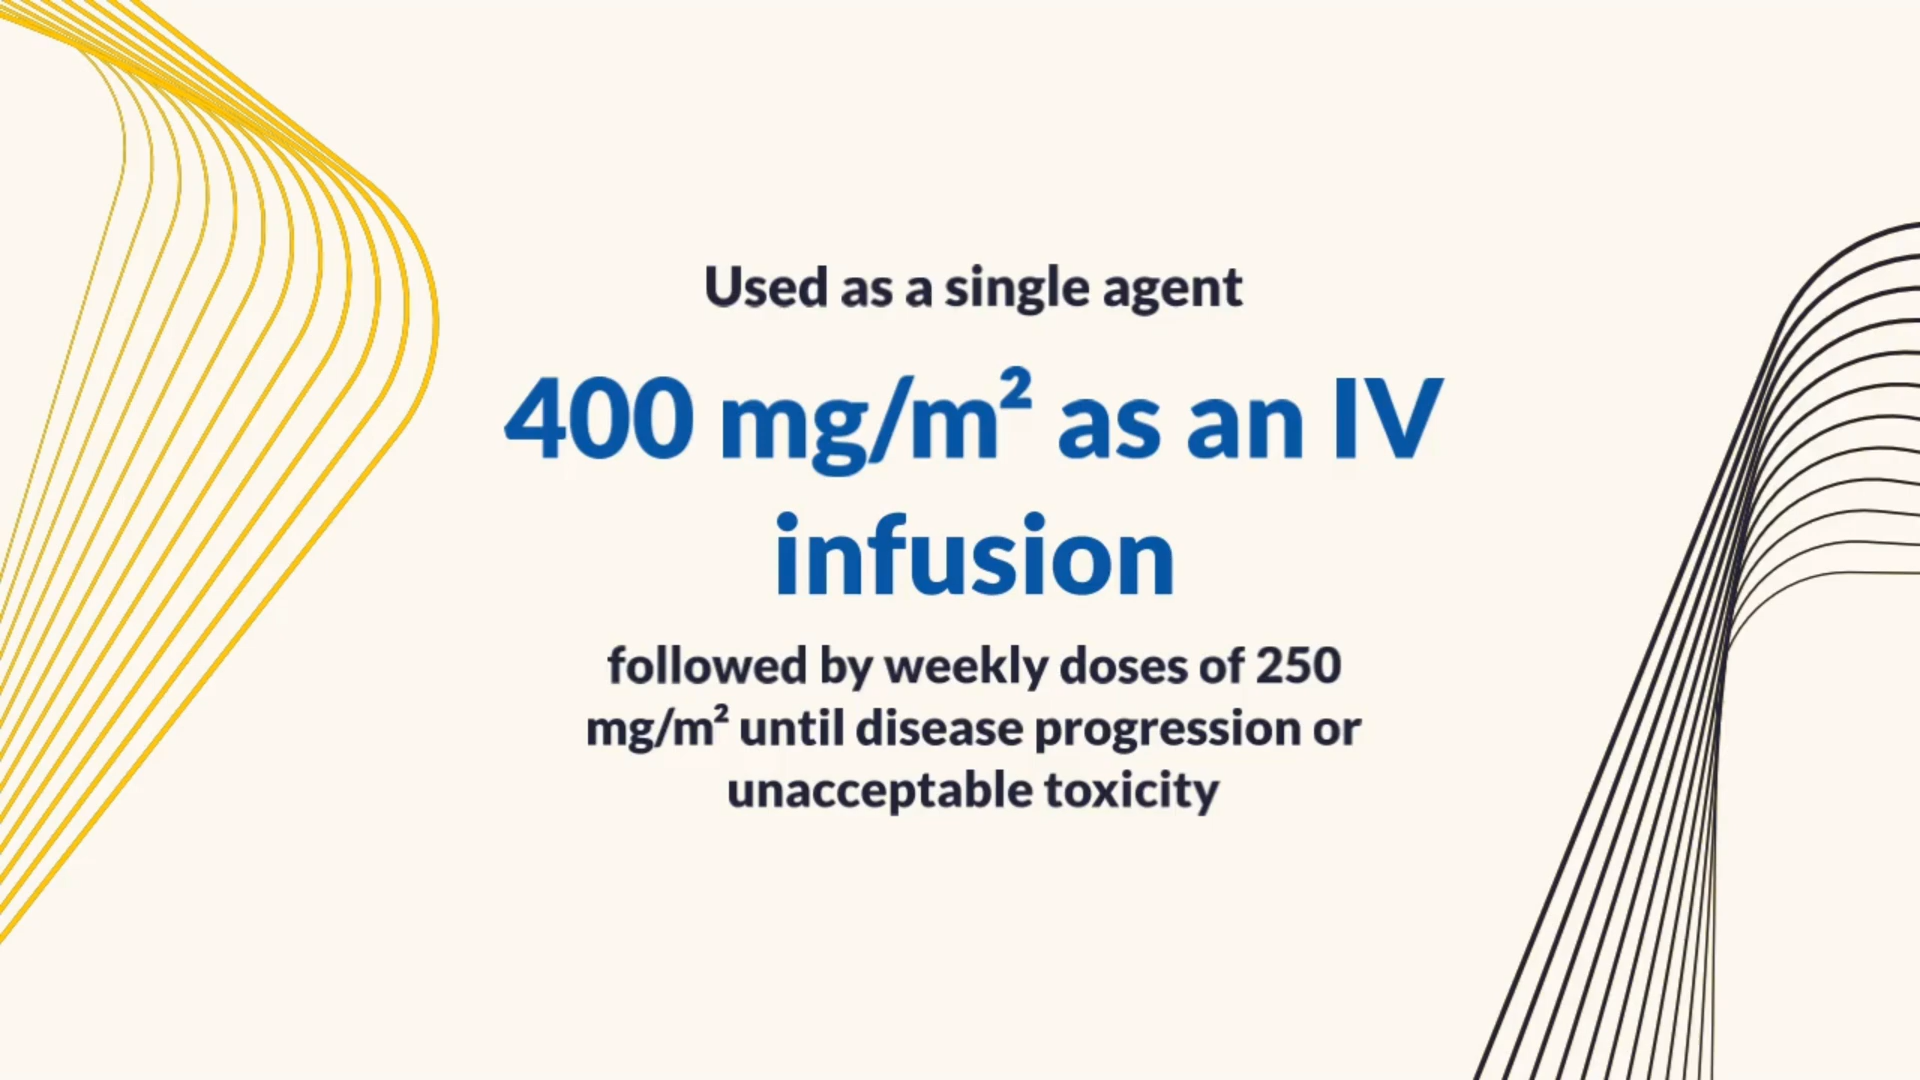 Used as a single agent
400 mg/m² as an IV
infusion
followed by weekly doses of 250
mg/m² until disease progression or
unacceptable toxicity